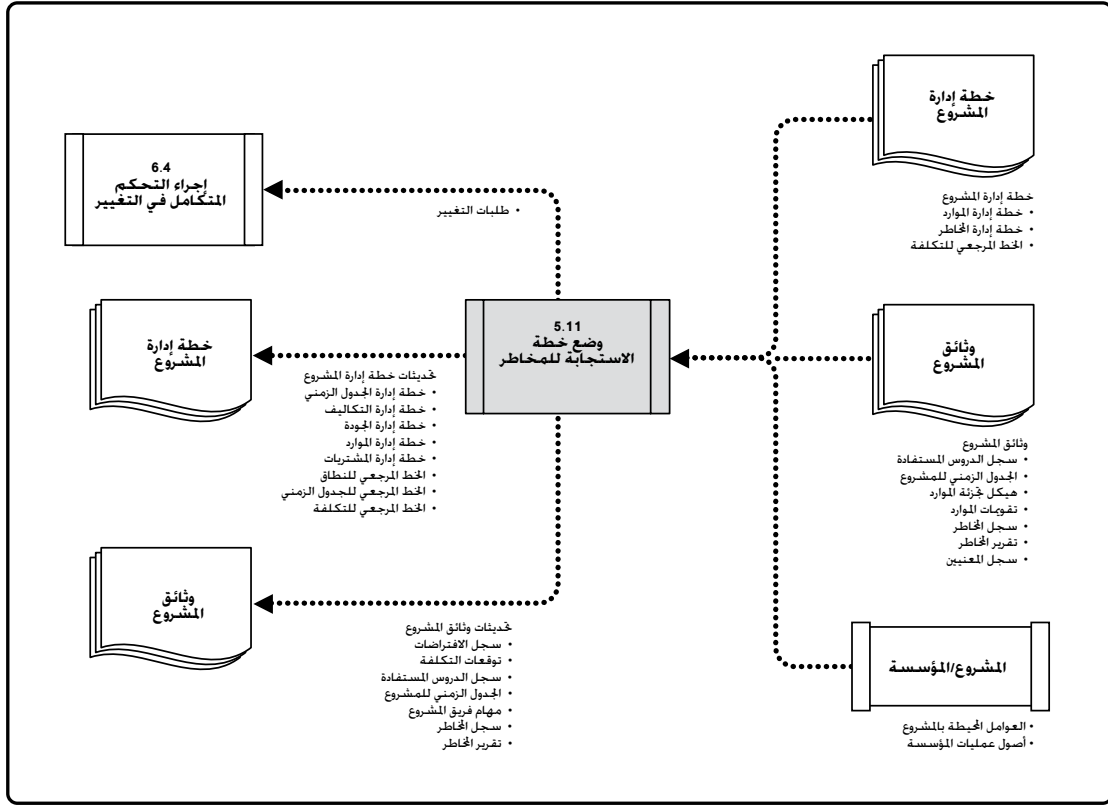 خطة إدارة
المشروع
خطة إدارة المشروع
• خطة إدارة الموارد
• خطة إدارة المخاطر
• الخط المرجعي للتكلفة
وثائق
المشروع
وثائق المشروع
• سجل الدروس المستفادة
• الجدول الزمني للمشروع
• هيكل تجزئة الموارد
• تقويمات الموارد
• سجل المخاطر
• تقرير المخاطر
• سجل المعنيين
المشروع/المؤسسة
• العوامل المحيطة بالمشروع
• أصول عمليات المؤسسة
5.11
وضع خطة
الاستجابة للمخاطر
6.4
إجراء التحكم
المتكامل في التغيير
• طلبات التغيير
خطة إدارة
المشروع
تحديثات خطة إدارة المشروع
• خطة إدارة الجدول الزمني
• خطة إدارة التكاليف
• خطة إدارة الجودة
• خطة إدارة الموارد
• خطة إدارة المشتريات
• الخط المرجعي للنطاق
• الخط المرجعي للجدول الزمني
• الخط المرجعي للتكلفة
وثائق
المشروع
تحديثات وثائق المشروع
• سجل الافتراضات
• توقعات التكلفة
• سجل الدروس المستفادة
• الجدول الزمني للمشروع
• مهام فريق المشروع
• سجل المخاطر
• تقرير المخاطر